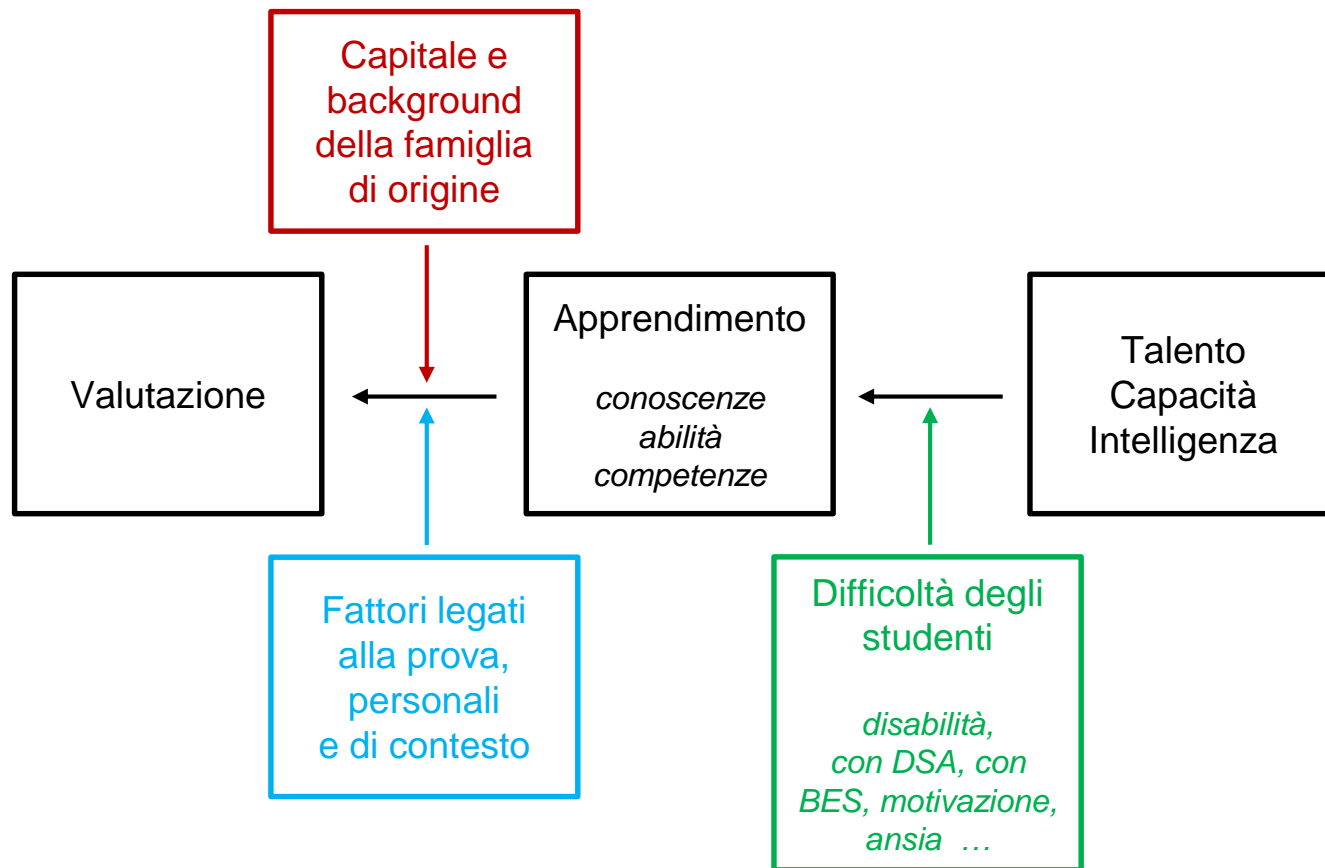 Capitale e
background
della famiglia
di origine
Valutazione
Apprendimento
conoscenze
abilità
competenze
Talento
Capacità
Intelligenza
Fattori legati
alla prova,
personali
e di contesto
Difficoltà degli
studenti
disabilità,
con DSA, con
BES, motivazione,
ansia …